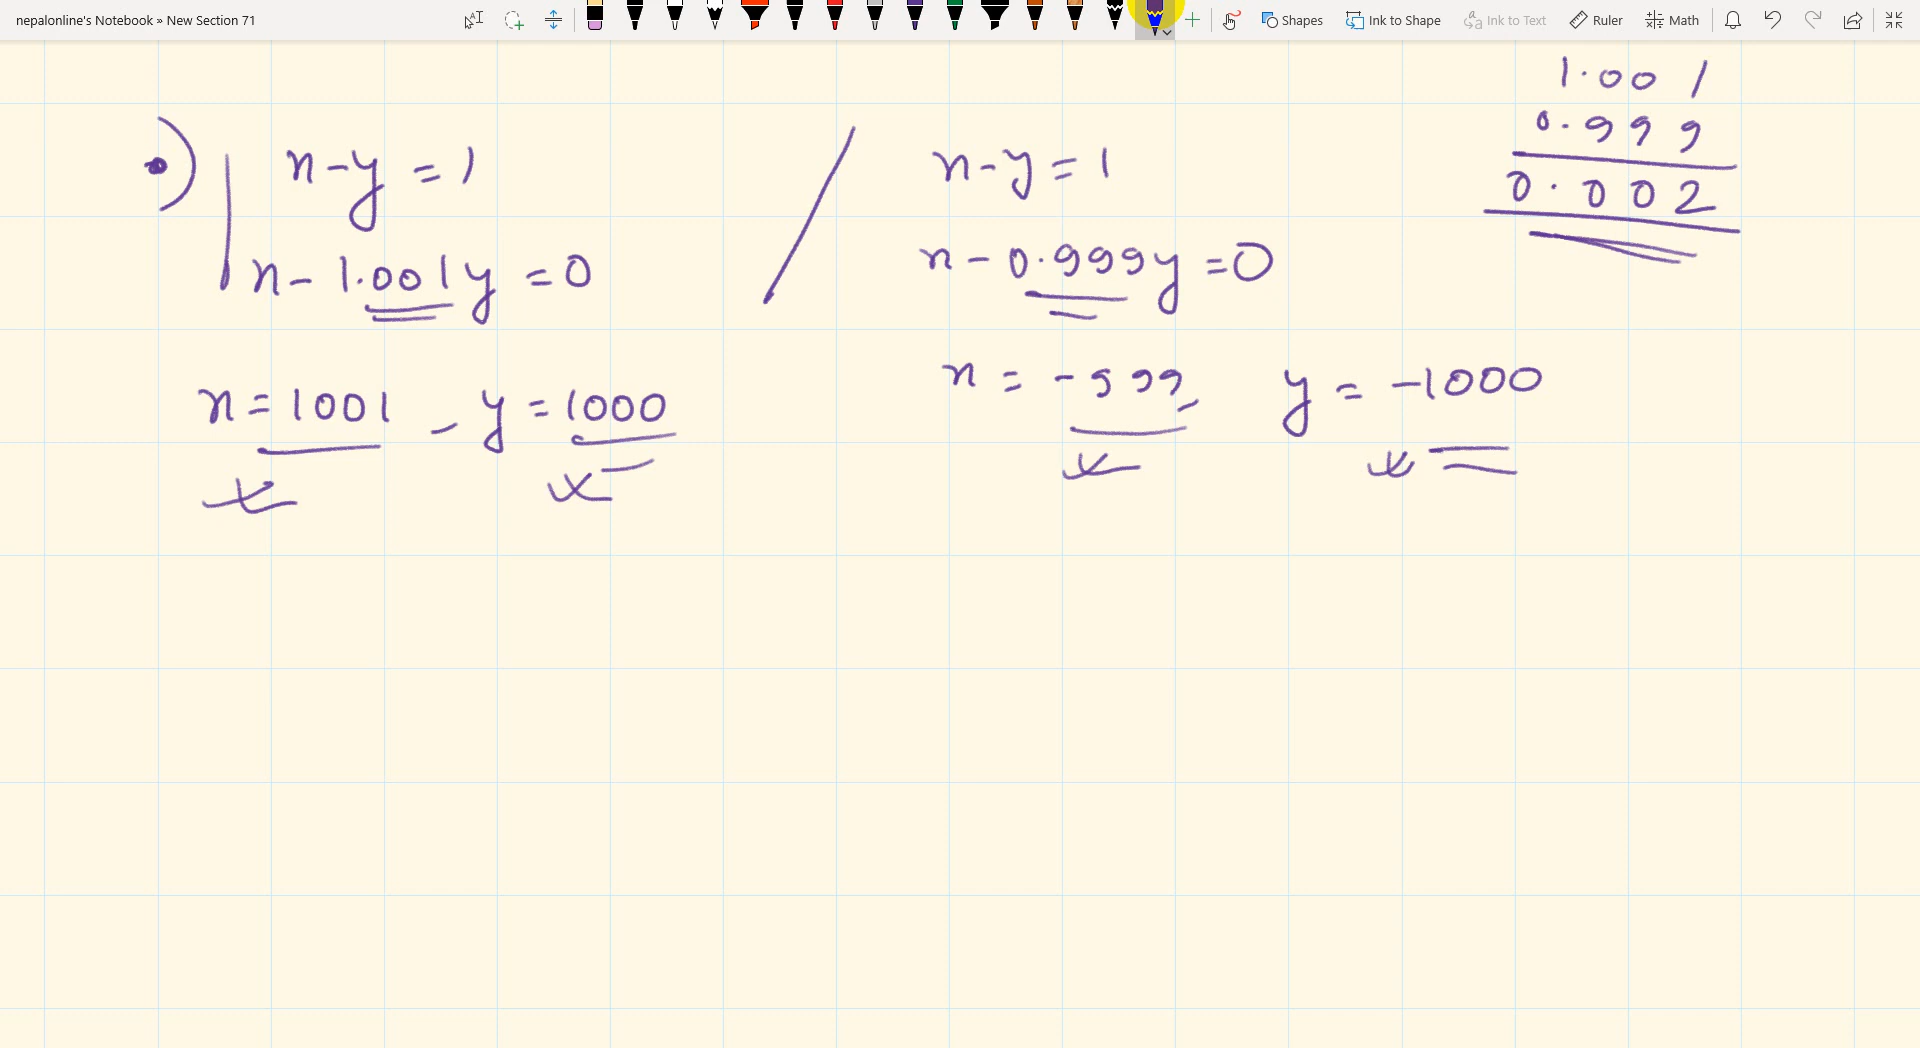 nepalonline's Notebook » New Section 71
Shapes
Ink to Shape
Ink to Text
Ruler
Math
x-y = 1
x - 1.001y = 0
x = 1001, y = 1000
x-y = 1
x - 0.999y = 0
x = -999, y = -1000
1.001
0.999
0.002